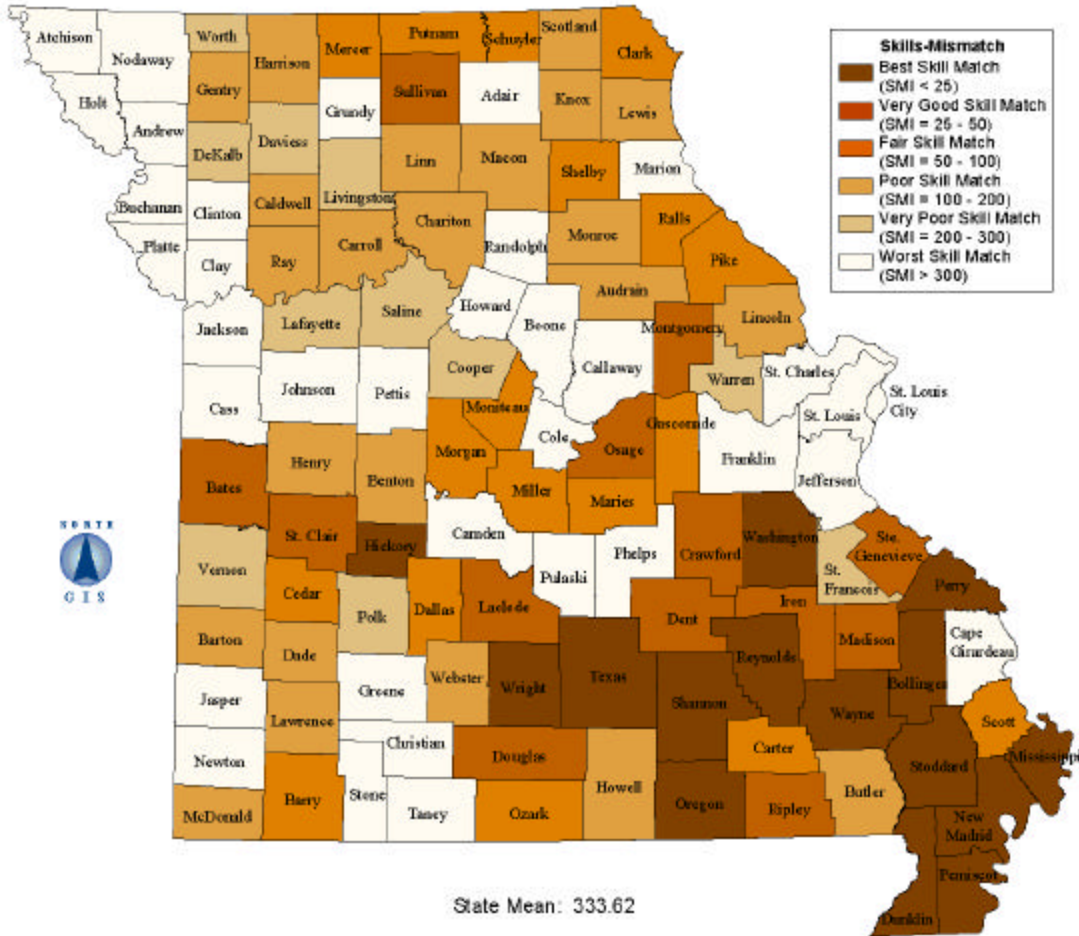 Atchison
Nodaway
Worth
Harrison
Mercer
Putnam
Schuyler
Scotland
Clark
Skills-Mismatch
Best Skill Match
(SMI < 25)
Very Good Skill Match
(SMI = 25 - 50)
Fair Skill Match
(SMI = 50 - 100)
Poor Skill Match
(SMI = 100 - 200)
Very Poor Skill Match
(SMI = 200 - 300)
Worst Skill Match
(SMI > 300)
Holt
Gentry
Sullivan
Adair
Knox
Lewis
Grundy
Andrew
DeKalb
Daviess
Linn
Macon
Shelby
Marion
Buchanan
Clinton
Caldwell
Livingston
Chariton
Randolph
Monroe
Ralls
Platte
Clay
Ray
Carroll
Pike
Audrain
Jackson
Lafayette
Saline
Howard
Boone
Montgomery
Lincoln
Cass
Johnson
Pettis
Cooper
Callaway
Warren
St. Charles
St. Louis
St. Louis
City
Moniteau
Cole
Osage
Gasconade
Franklin
Jefferson
Bates
Henry
Benton
Morgan
Miller
Maries
NORTH
GIS
St. Clair
Hickory
Camden
Pulaski
Phelps
Crawford
Washington
Ste.
Genevieve
St.
Francois
Perry
Vernon
Cedar
Polk
Dallas
Laclede
Dent
Iron
Madison
Cape
Girardeau
Barton
Dade
Greene
Webster
Wright
Texas
Reynolds
Bollinger
Jasper
Lawrence
Shannon
Wayne
Scott
Newton
Christian
Douglas
Carter
Stoddard
Mississippi
McDonald
Barry
Stone
Taney
Ozark
Howell
Oregon
Ripley
Butler
New
Madrid
Pemiscot
Dunklin
State Mean: 333.62